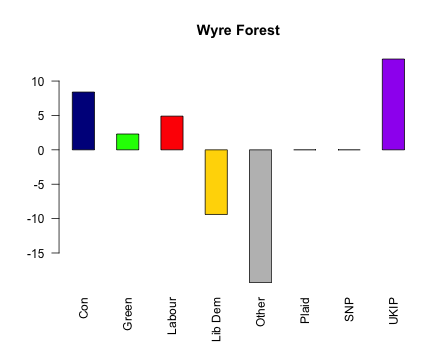 Wyre Forest
10
5
0
-5
-10
-15
Con
Green
Labour
Lib Dem
Other
Plaid
SNP
UKIP